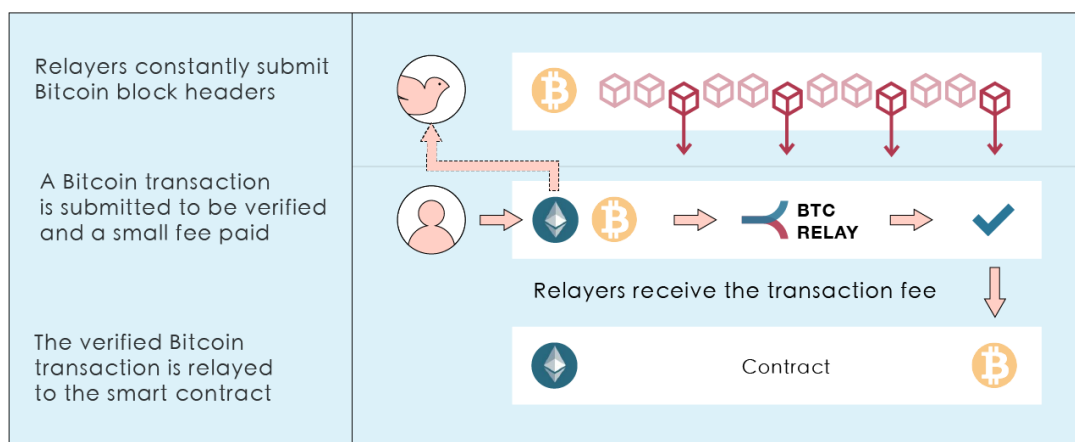 Relayers constantly submit
Bitcoin block headers
A Bitcoin transaction
is submitted to be verified
and a small fee paid
BTC
RELAY
Relayers receive the transaction fee
The verified Bitcoin
transaction is relayed
to the smart contract
Contract